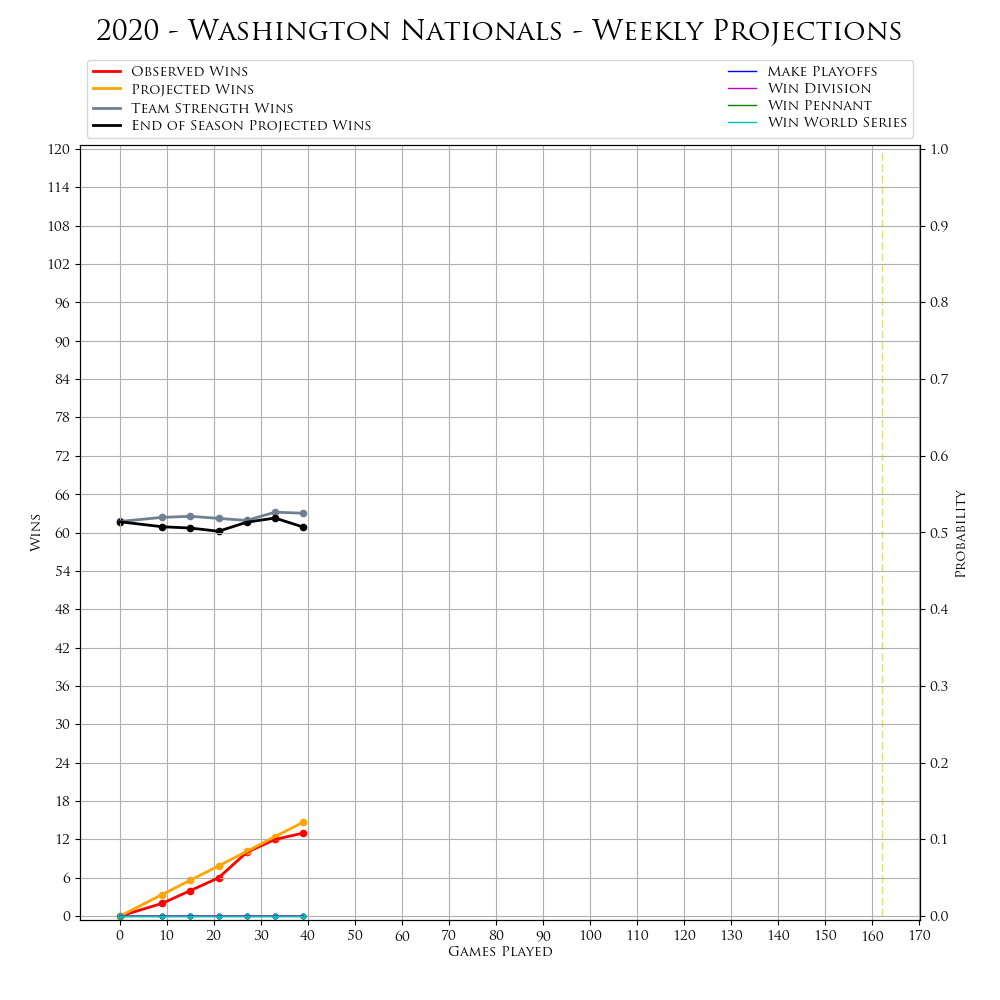 2020 - Washington Nationals - Weekly Projections
Observed Wins
Projected Wins
Team Strength Wins
End of Season Projected Wins
Make Playoffs
Win Division
Win Pennant
Win World Series
120
114
108
102
96
90
84
78
72
66
60
54
48
42
36
30
24
18
12
6
0
Wins
1.0
0.9
0.8
0.7
0.6
0.5
0.4
0.3
0.2
0.1
0.0
Probability
0 10 20 30 40 50 60 70 80 90 100 110 120 130 140 150 160 170
Games Played